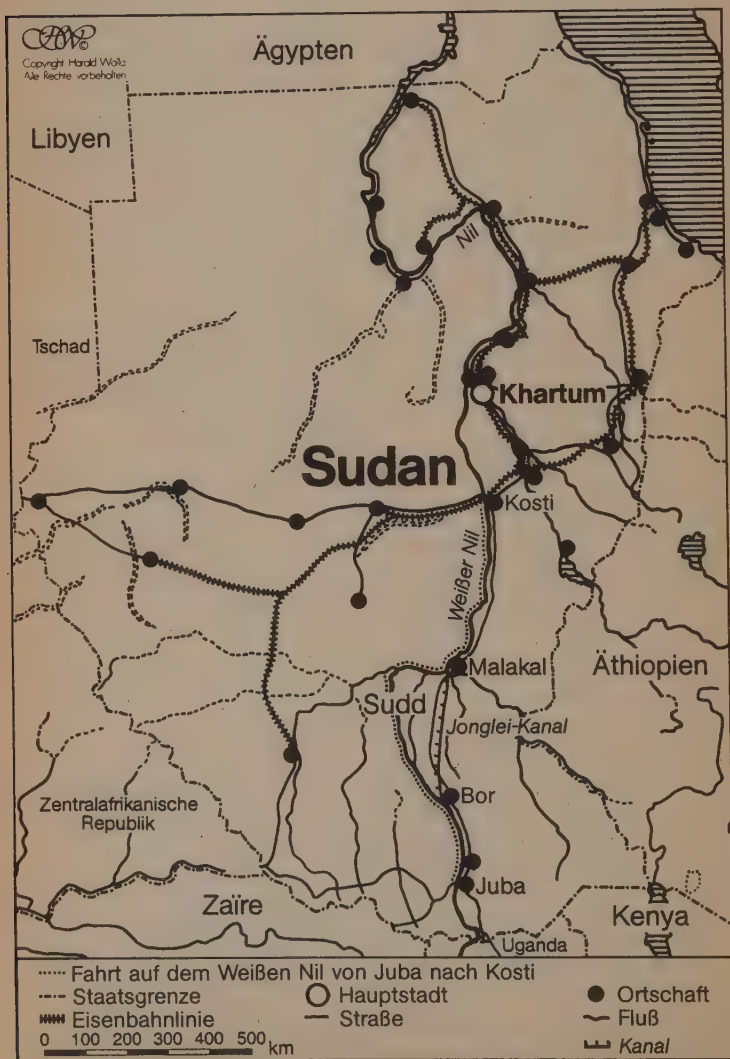 Copyright Harald Woll
Alle Rechte vorbehalten
Ägypten
Libyen
Nil
Tschad
Khartum
Sudan
Kosti
Weißer Nil
Malakal
Äthiopien
Sudd
Jonglei-Kanal
Bor
Zentralafrikanische
Republik
Juba
Zaïre
Kenya
Uganda
Fahrt auf dem Weißen Nil von Juba nach Kosti
Staatsgrenze
Hauptstadt
Ortschaft
Eisenbahnlinie
Straße
Fluß
0 100 200 300 400 500 km
Kanal